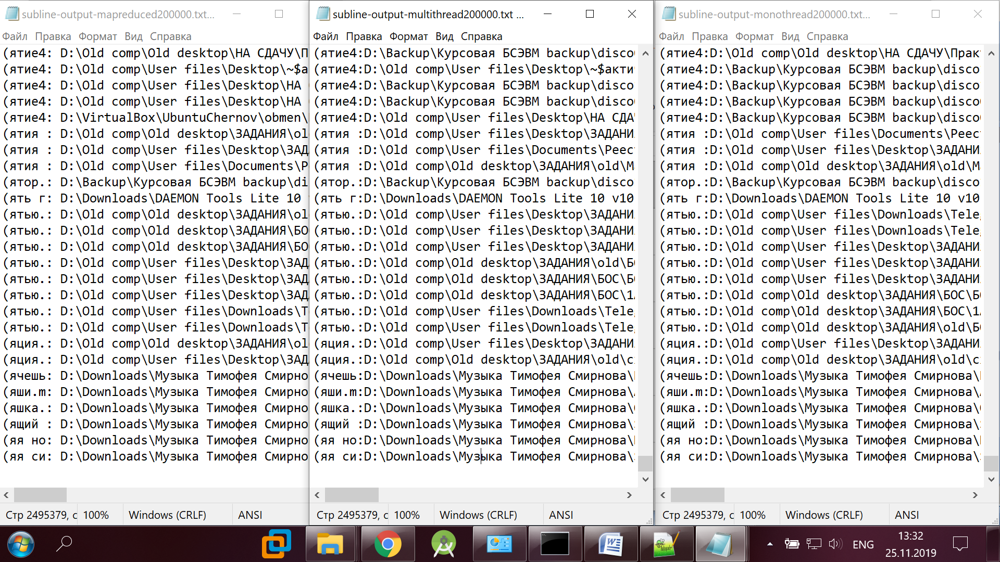 subline-output-mapreduced200000.txt...
Файл Правка Формат Вид Справка
(ятие4: D:\Old comp\Old desktop\НА СДАЧУ\П
(ятие4: D:\Old comp\User files\Desktop\~$а
(ятие4: D:\Old comp\User files\Desktop\НА
(ятие4: D:\Old comp\User files\Desktop\НА
(ятие4: D:\VirtualBox\UbuntuChernov\obmen\
(ятия : D:\Old comp\Old desktop\ЗАДАНИЯ\ol
(ятия : D:\Old comp\User files\Desktop\ЗАД
(ятия : D:\Old comp\User files\Documents\Р
(ятор.: D:\Backup\Курсовая БСЭВМ backup\di
(ять г: D:\Downloads\DAEMON Tools Lite 10
(ятью.: D:\Old comp\Old desktop\ЗАДАНИЯ\ol
(ятью.: D:\Old comp\Old desktop\ЗАДАНИЯ\БО
(ятью.: D:\Old comp\Old desktop\ЗАДАНИЯ\БО
(ятью.: D:\Old comp\User files\Desktop\ЗАД
(ятью.: D:\Old comp\User files\Desktop\ЗАД
(ятью.: D:\Old comp\User files\Desktop\ЗАД
(ятью.: D:\Old comp\User files\Downloads\T
(ятью.: D:\Old comp\User files\Downloads\T
(яция.: D:\Old comp\Old desktop\ЗАДАНИЯ\ol
(яция.: D:\Old comp\User files\Desktop\ЗАД
(ячешь: D:\Downloads\Музыка Тимофея Смирно
(яши.m: D:\Downloads\Музыка Тимофея Смирно
(яшка.: D:\Downloads\Музыка Тимофея Смирно
(ящий : D:\Downloads\Музыка Тимофея Смирно
(яя но: D:\Downloads\Музыка Тимофея Смирно
(яя си: D:\Downloads\Музыка Тимофея Смирно
Стр 2495379, с 100% Windows (CRLF) ANSI
subline-output-multithread200000.txt ...
Файл Правка Формат Вид Справка
(ятие4:D:\Backup\Курсовая БСЭВМ backup\disco
(ятие4:D:\Old comp\User files\Desktop\~$акти
(ятие4:D:\Backup\Курсовая БСЭВМ backup\disco
(ятие4:D:\Backup\Курсовая БСЭВМ backup\disco
(ятие4:D:\Old comp\User files\Desktop\НА СДА
(ятия :D:\Old comp\User files\Desktop\ЗАДАНИ
(ятия :D:\Old comp\User files\Documents\Реес
(ятия :D:\Old comp\Old desktop\ЗАДАНИЯ\old\М
(ятор.:D:\Backup\Курсовая БСЭВМ backup\disco
(ять г:D:\Downloads\DAEMON Tools Lite 10 v10
(ятью.:D:\Old comp\User files\Desktop\ЗАДАНИ
(ятью.:D:\Old comp\User files\Desktop\ЗАДАНИ
(ятью.:D:\Old comp\User files\Desktop\ЗАДАНИ
(ятью.:D:\Old comp\Old desktop\ЗАДАНИЯ\old\Б
(ятью.:D:\Old comp\Old desktop\ЗАДАНИЯ\БОС\Б
(ятью.:D:\Old comp\Old desktop\ЗАДАНИЯ\БОС\1
(ятью.:D:\Old comp\User files\Downloads\Tele
(ятью.:D:\Old comp\User files\Downloads\Tele
(яция.:D:\Old comp\User files\Desktop\ЗАДАНИ
(яция.:D:\Old comp\Old desktop\ЗАДАНИЯ\old\с
(ячешь:D:\Downloads\Музыка Тимофея Смирнова\
(яши.m:D:\Downloads\Музыка Тимофея Смирнова\
(яшка.:D:\Downloads\Музыка Тимофея Смирнова\
(ящий :D:\Downloads\Музыка Тимофея Смирнова\
(яя но:D:\Downloads\Музыка Тимофея Смирнова\
(яя си:D:\Downloads\Музыка Тимофея Смирнова\
Стр 2495379, с 100% Windows (CRLF) ANSI
subline-output-monothread200000.txt...
Файл Правка Формат Вид Справка
(ятие4:D:\Old comp\Old desktop\НА СДАЧУ\Прак
(ятие4:D:\Backup\Курсовая БСЭВМ backup\disco
(ятие4:D:\Backup\Курсовая БСЭВМ backup\disco
(ятие4:D:\Backup\Курсовая БСЭВМ backup\disco
(ятие4:D:\Backup\Курсовая БСЭВМ backup\disco
(ятия :D:\Old comp\User files\Documents\Реес
(ятия :D:\Old comp\User files\Desktop\ЗАДАНИ
(ятия :D:\Old comp\Old desktop\ЗАДАНИЯ\old\М
(ятор.:D:\Backup\Курсовая БСЭВМ backup\disco
(ять г:D:\Downloads\DAEMON Tools Lite 10 v10
(ятью.:D:\Old comp\User files\Downloads\Tele
(ятью.:D:\Old comp\User files\Downloads\Tele
(ятью.:D:\Old comp\User files\Desktop\ЗАДАНИ
(ятью.:D:\Old comp\User files\Desktop\ЗАДАНИ
(ятью.:D:\Old comp\User files\Desktop\ЗАДАНИ
(ятью.:D:\Old comp\Old desktop\ЗАДАНИЯ\БОС\Б
(ятью.:D:\Old comp\Old desktop\ЗАДАНИЯ\БОС\1
(ятью.:D:\Old comp\Old desktop\ЗАДАНИЯ\old\Б
(яция.:D:\Old comp\User files\Desktop\ЗАДАНИ
(яция.:D:\Old comp\Old desktop\ЗАДАНИЯ\old\с
(ячешь:D:\Downloads\Музыка Тимофея Смирнова\
(яши.m:D:\Downloads\Музыка Тимофея Смирнова\
(яшка.:D:\Downloads\Музыка Тимофея Смирнова\
(ящий :D:\Downloads\Музыка Тимофея Смирнова\
(яя но:D:\Downloads\Музыка Тимофея Смирнова\
(яя си:D:\Downloads\Музыка Тимофея Смирнова\
Стр 2495379, с 100% Windows (CRLF) ANSI
ENG
13:32
25.11.2019